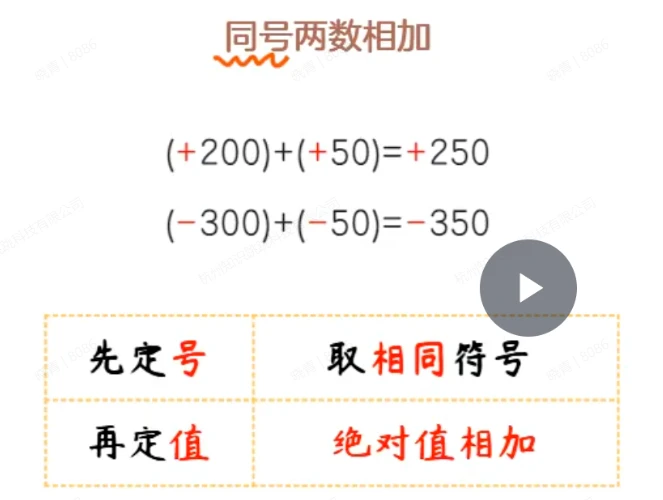 同号两数相加
(+200)+(+50)=+250
(-300)+(-50)=-350
先定号 取相同符号
再定值 绝对值相加